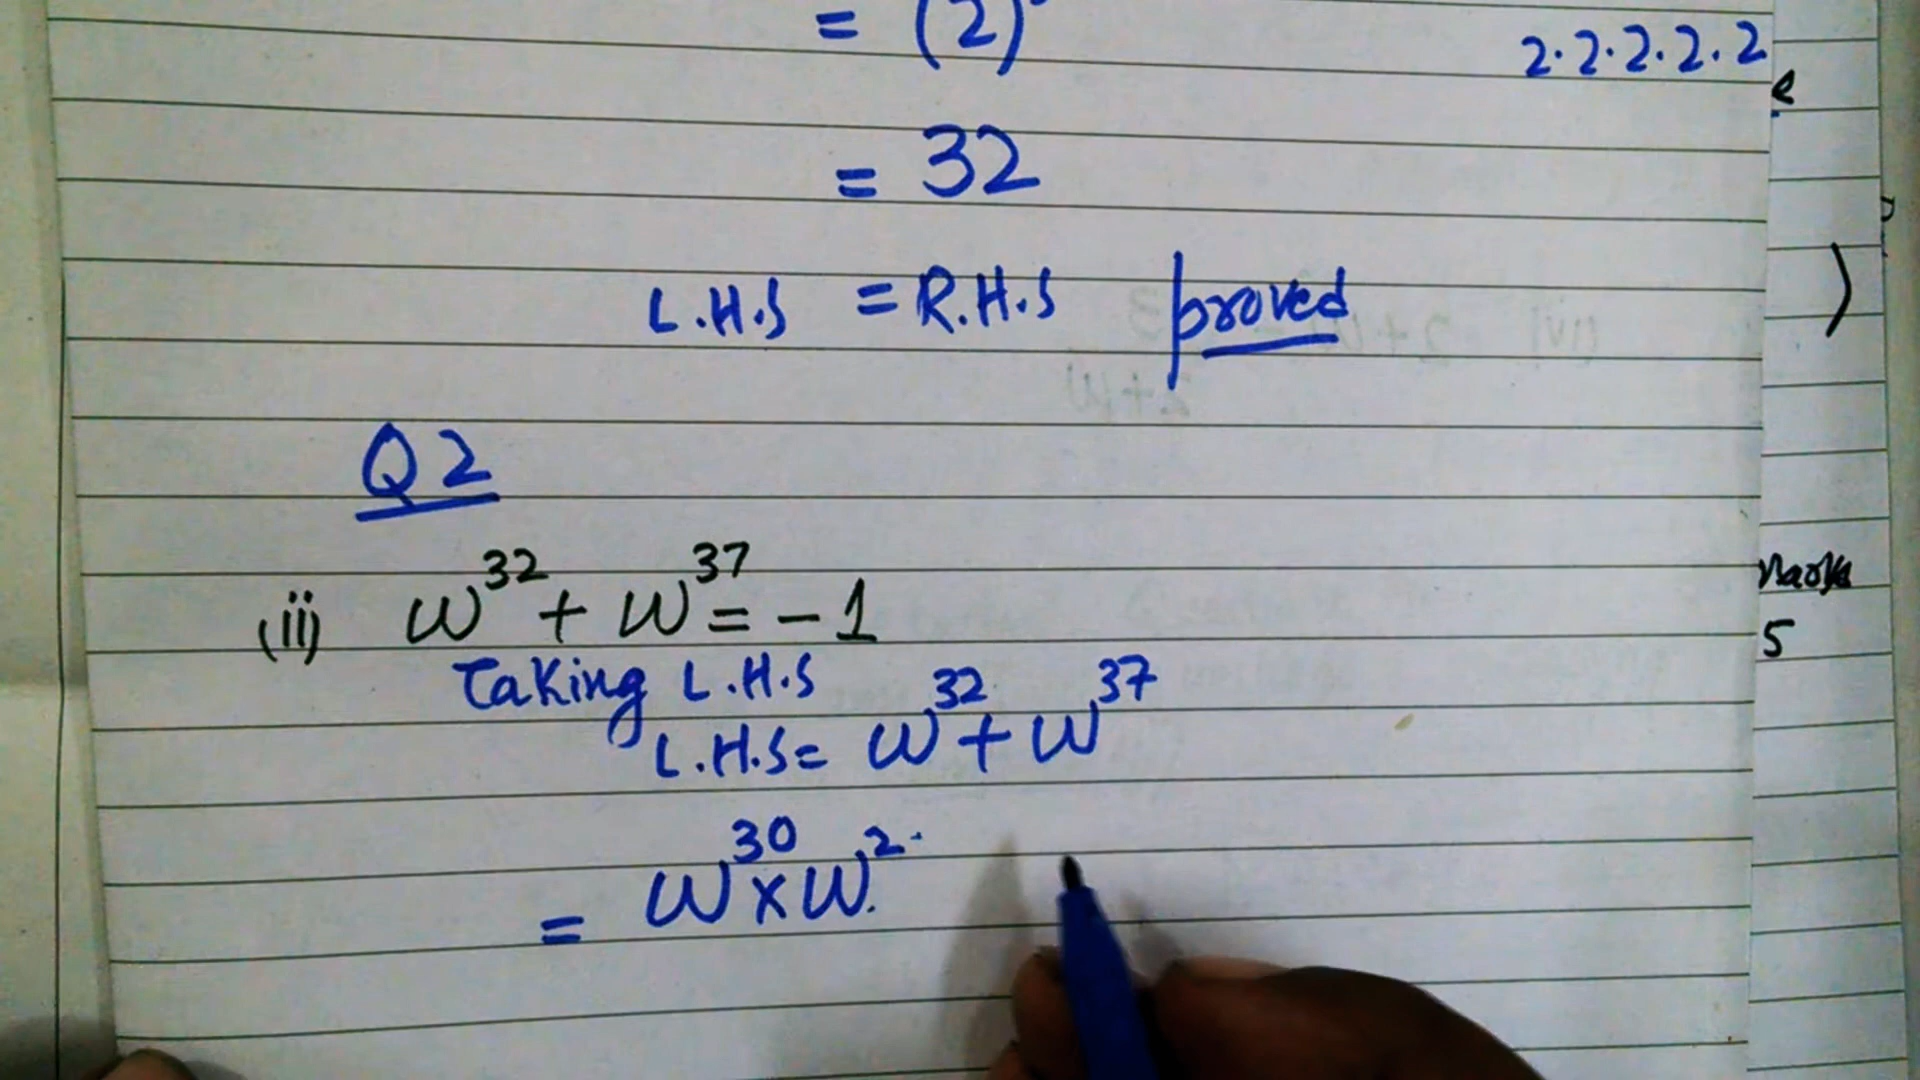 = (2)
2.2.2.2.2
= 32
L.H.S = R.H.S proved
Q2
(ii) ω³² + ω³⁷ = -1
Taking L.H.S
L.H.S = ω³² + ω³⁷
= ω³⁰ × ω²
Marks
5